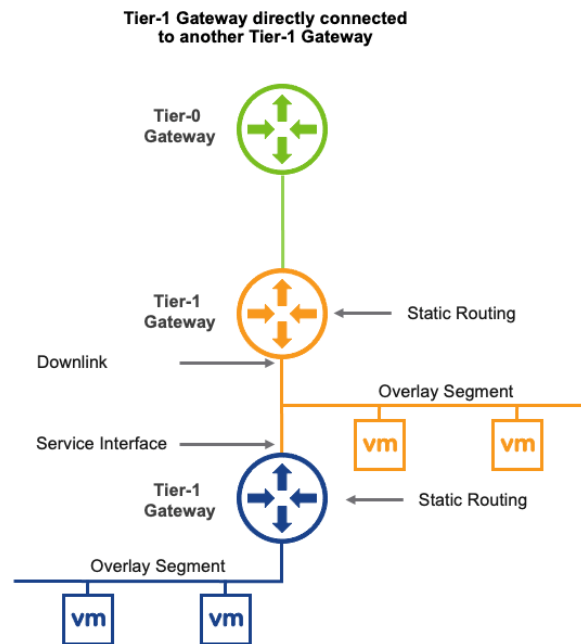 Tier-1 Gateway directly connected
to another Tier-1 Gateway
Tier-0
Gateway
Tier-1
Gateway
Static Routing
Downlink
Overlay Segment
vm
vm
Service Interface
Tier-1
Gateway
Static Routing
Overlay Segment
vm
vm